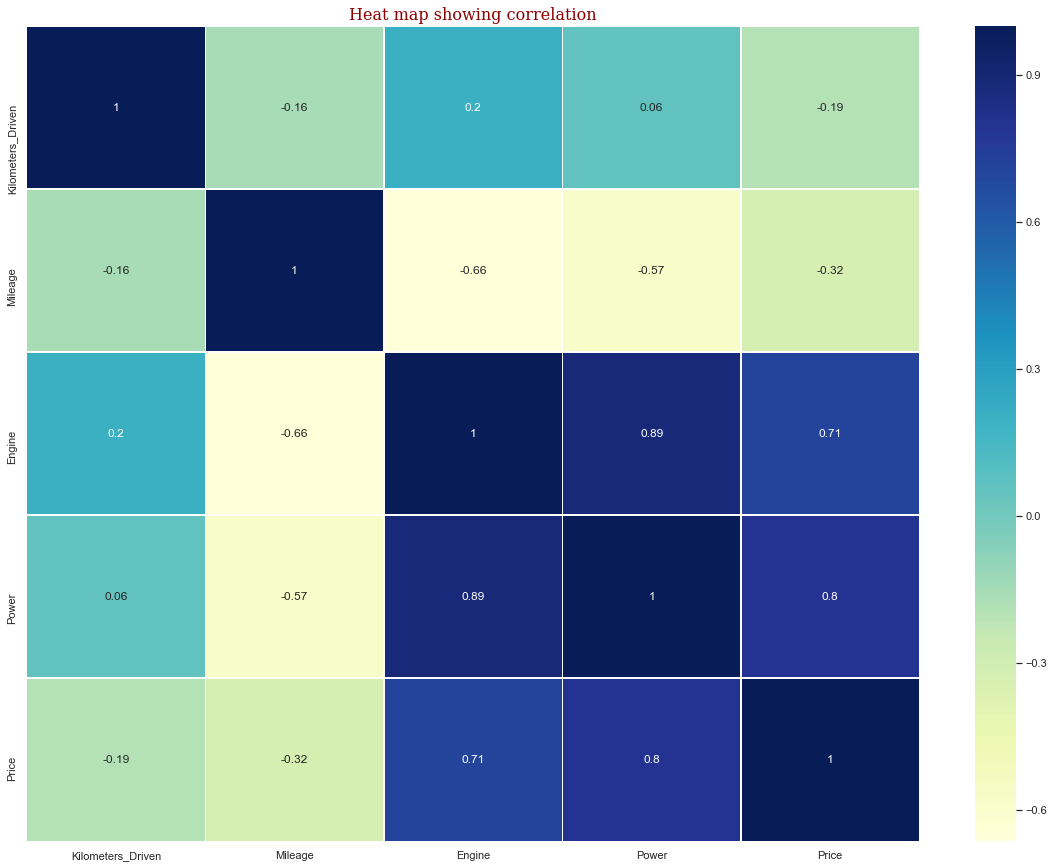 Heat map showing correlation
Kilometers_Driven 1 -0.16 0.2 0.06 -0.19
Mileage -0.16 1 -0.66 -0.57 -0.32
Engine 0.2 -0.66 1 0.89 0.71
Power 0.06 -0.57 0.89 1 0.8
Price -0.19 -0.32 0.71 0.8 1
Kilometers_Driven Mileage Engine Power Price
0.9
0.6
0.3
0.0
−0.3
−0.6